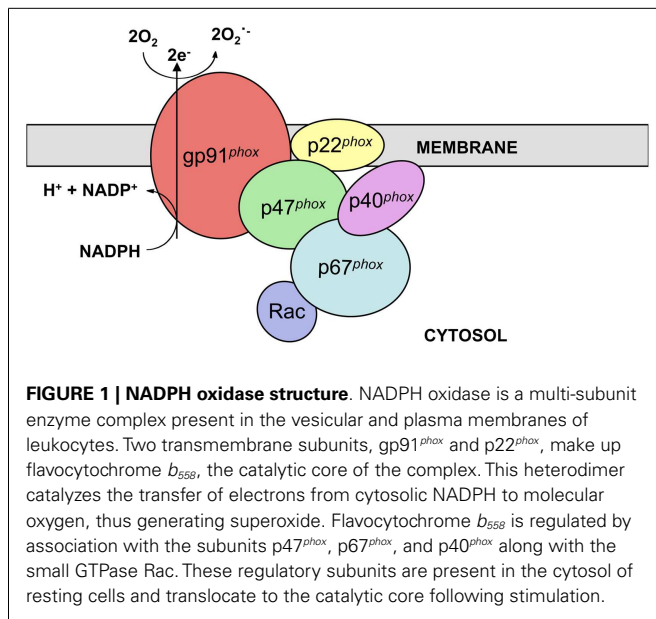 2O₂ 2O₂˙⁻
2e⁻
gp91phox
p22phox
MEMBRANE
H⁺ + NADP⁺
p47phox
p40phox
NADPH
p67phox
Rac
CYTOSOL
FIGURE 1 | NADPH oxidase structure. NADPH oxidase is a multi-subunit
enzyme complex present in the vesicular and plasma membranes of
leukocytes. Two transmembrane subunits, gp91phox and p22phox, make up
flavocytochrome b₅₅₈, the catalytic core of the complex. This heterodimer
catalyzes the transfer of electrons from cytosolic NADPH to molecular
oxygen, thus generating superoxide. Flavocytochrome b₅₅₈ is regulated by
association with the subunits p47phox, p67phox, and p40phox along with the
small GTPase Rac. These regulatory subunits are present in the cytosol of
resting cells and translocate to the catalytic core following stimulation.